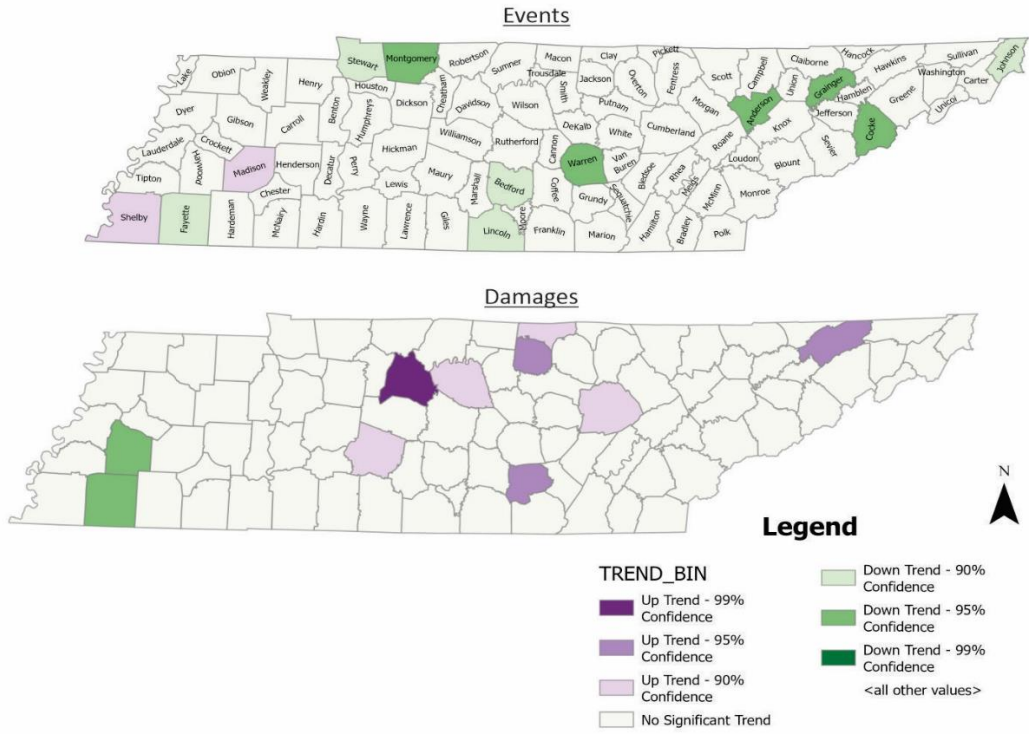 Events
Lake
Obion
Weakley
Henry
Stewart
Montgomery
Robertson
Sumner
Macon
Trousdale
Clay
Pickett
Jackson
Overton
Fentress
Scott
Campbell
Claiborne
Union
Hancock
Hawkins
Sullivan
Johnson
Washington
Carter
Unicoi
Greene
Hamblen
Grainger
Jefferson
Cocke
Sevier
Knox
Anderson
Morgan
Roane
Loudon
Blount
Monroe
Cumberland
Putnam
Smith
Wilson
Davidson
Cheatham
Dickson
Houston
Humphreys
Benton
Carroll
Gibson
Dyer
Crockett
Lauderdale
Haywood
Tipton
Madison
Henderson
Decatur
Perry
Hickman
Williamson
Rutherford
Cannon
DeKalb
White
Warren
Van
Buren
Bledsoe
Rhea
Meigs
McMinn
Sequatchie
Grundy
Coffee
Bedford
Marshall
Maury
Lewis
Chester
Shelby
Fayette
Hardeman
McNairy
Hardin
Wayne
Lawrence
Giles
Lincoln
Moore
Franklin
Marion
Hamilton
Bradley
Polk
Damages
N
Legend
TREND_BIN
Up Trend - 99%
Confidence
Up Trend - 95%
Confidence
Up Trend - 90%
Confidence
No Significant Trend
Down Trend - 90%
Confidence
Down Trend - 95%
Confidence
Down Trend - 99%
Confidence
<all other values>